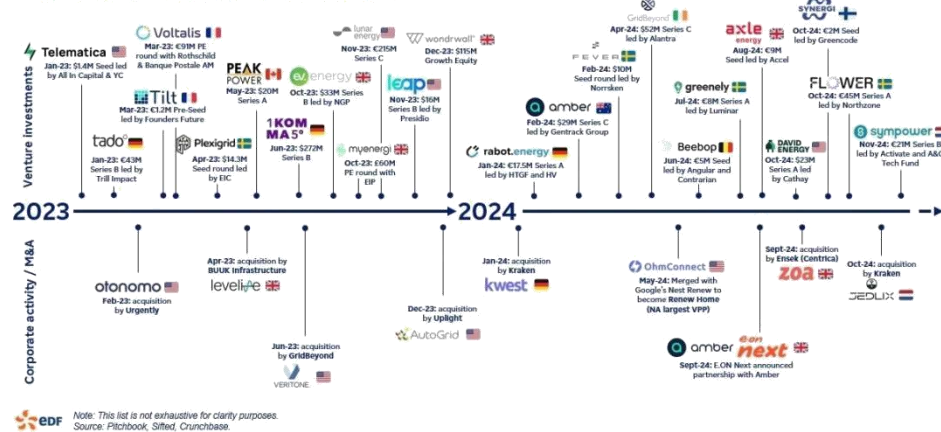 Venture investments
Telematica
Jan-23: $1.4M Seed led
by All In Capital & YC
Voltalis
Mar-23: €91M PE
round with Rothschild
& Banque Postale AM
Tilt
Mar-23: €1.2M Pre-Seed
led by Founders Future
tado°
Jan-23: €43M
Series B led by
Trill Impact
Plexigrid
Apr-23: $14.3M
Seed round led
by EIC
PEAK
POWER
May-23: $20M
Series A
1KOM
MA5°
Jun-23: $272M
Series B
ev.energy
Oct-23: $33M Series
B led by NGP
myenergi
Oct-23: €60M
PE round with
EIP
lunar
energy
Nov-23: €215M
Series C
leap
Nov-23: $16M
Series B led by
Presidio
wondrwall
Dec-23: $115M
Growth Equity
rabot.energy
Jan-24: €17.5M Series A
led by HTGF and HV
amber
Feb-24: $29M Series C
led by Gentrack Group
FEVER
Feb-24: $10M
Seed round led by
Norrsken
GridBeyond
Apr-24: $52M Series C
led by Alantra
Beebop
Jun-24: €5M Seed
led by Angular and
Contrarian
greenely
Jul-24: €8M Series A
led by Luminar
axle
energy
Aug-24: €9M
Seed led by Accel
DAVID
ENERGY
Oct-24: $23M
Series A led
by Cathay
SYNERGI
Oct-24: €2M Seed
led by Greencode
FLOWER
Oct-24: €45M Series A
led by Northzone
sympower
Nov-24: €21M Series B
led by Activate and A&G
Tech Fund
2023
2024
Corporate activity / M&A
otonomo
Feb-23: acquisition
by Urgently
Apr-23: acquisition by
BUUK Infrastructure
levelise
Jun-23: acquisition
by GridBeyond
VERITONE
Dec-23: acquisition
by Uplight
AutoGrid
Jan-24: acquisition
by Kraken
kwest
OhmConnect
May-24: Merged with
Google's Nest Renew to
become Renew Home
(NA largest VPP)
amber e.on next
Sept-24: E.ON Next announced
partnership with Amber
Sept-24: acquisition
by Ensek (Centrica)
zoa
Oct-24: acquisition
by Kraken
JEDLIX
edF
Note: This list is not exhaustive for clarity purposes.
Source: Pitchbook, Sifted, Crunchbase.